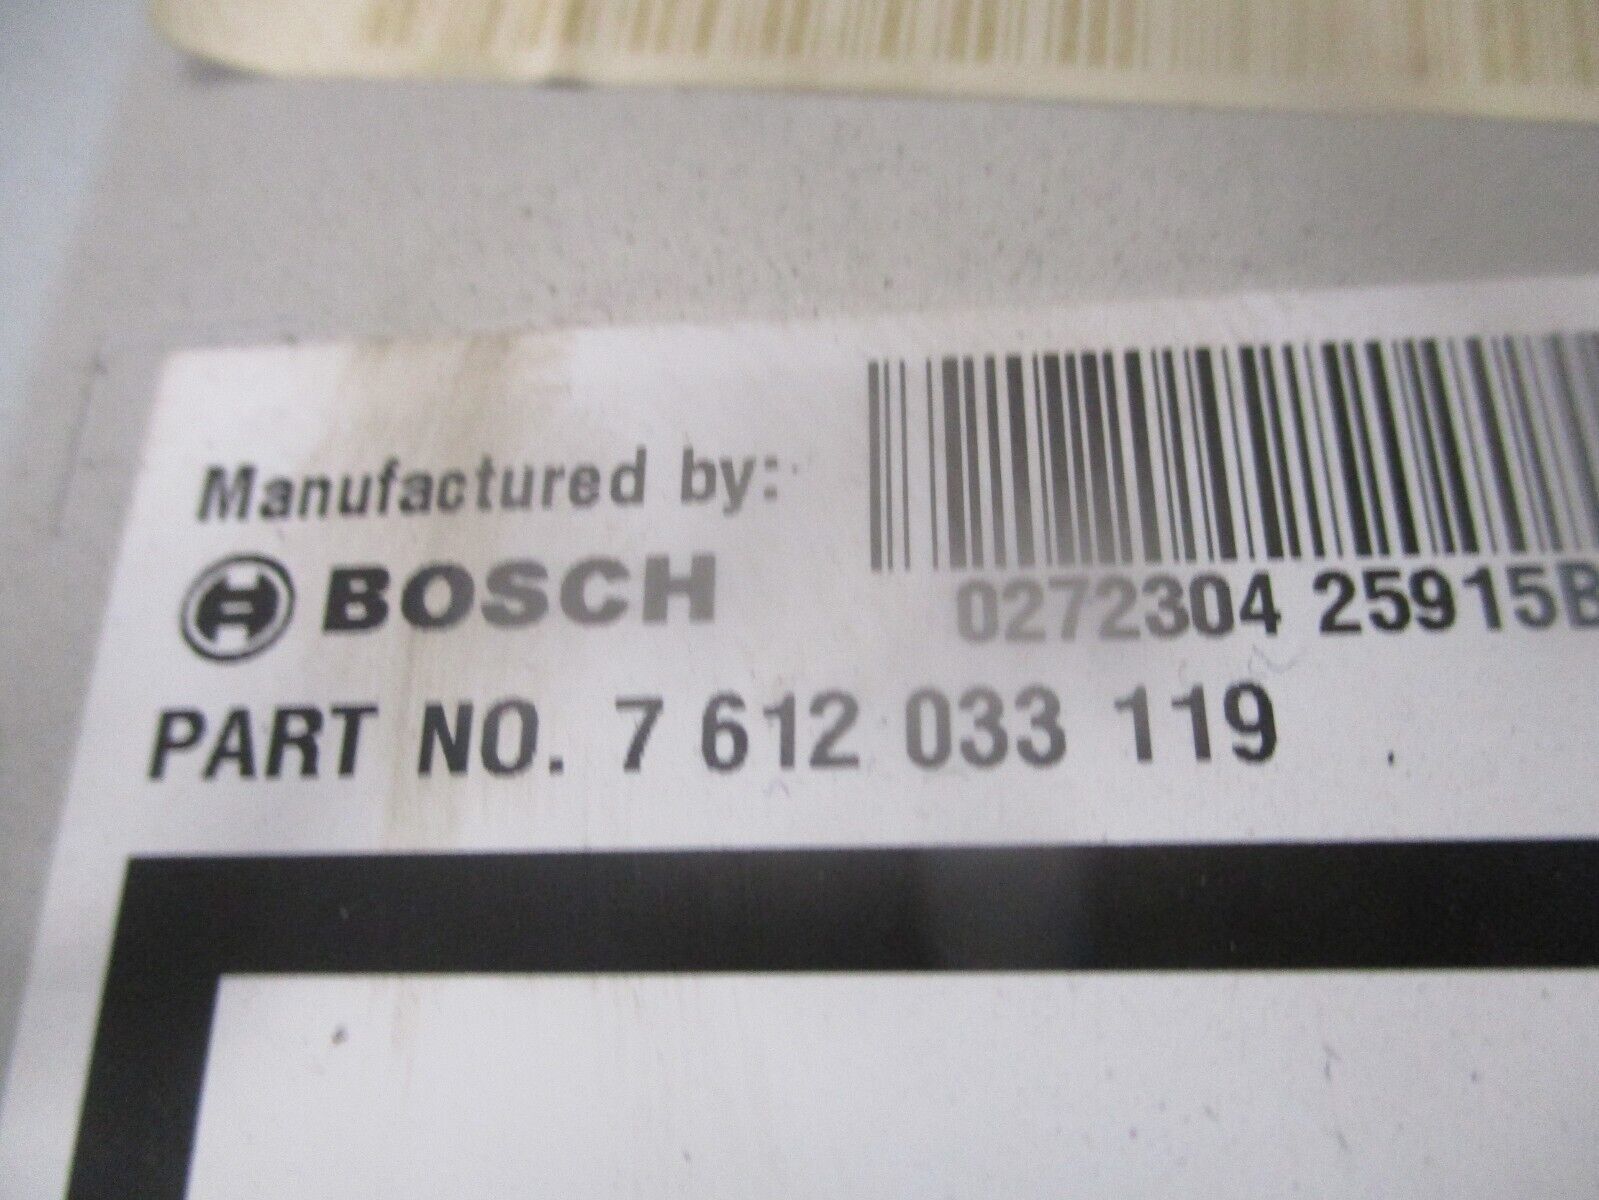 Manufactured by:
BOSCH
0272304 25915B
PART NO. 7 612 033 119